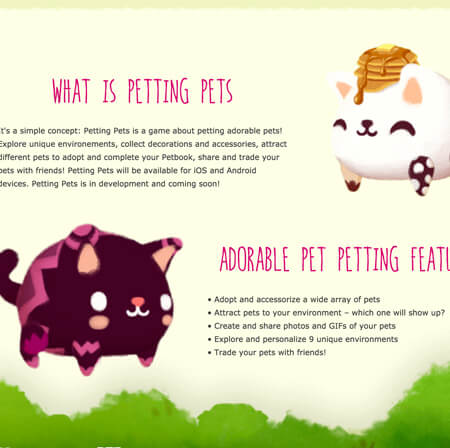 WHAT IS PETTING PETS
It's a simple concept: Petting Pets is a game about petting adorable pets!
Explore unique environements, collect decorations and accessories, attract
different pets to adopt and complete your Petbook, share and trade your
pets with friends! Petting Pets will be available for iOS and Android
devices. Petting Pets is in development and coming soon!
ADORABLE PET PETTING FEATU
• Adopt and accessorize a wide array of pets
• Attract pets to your environment – which one will show up?
• Create and share photos and GIFs of your pets
• Explore and personalize 9 unique environments
• Trade your pets with friends!